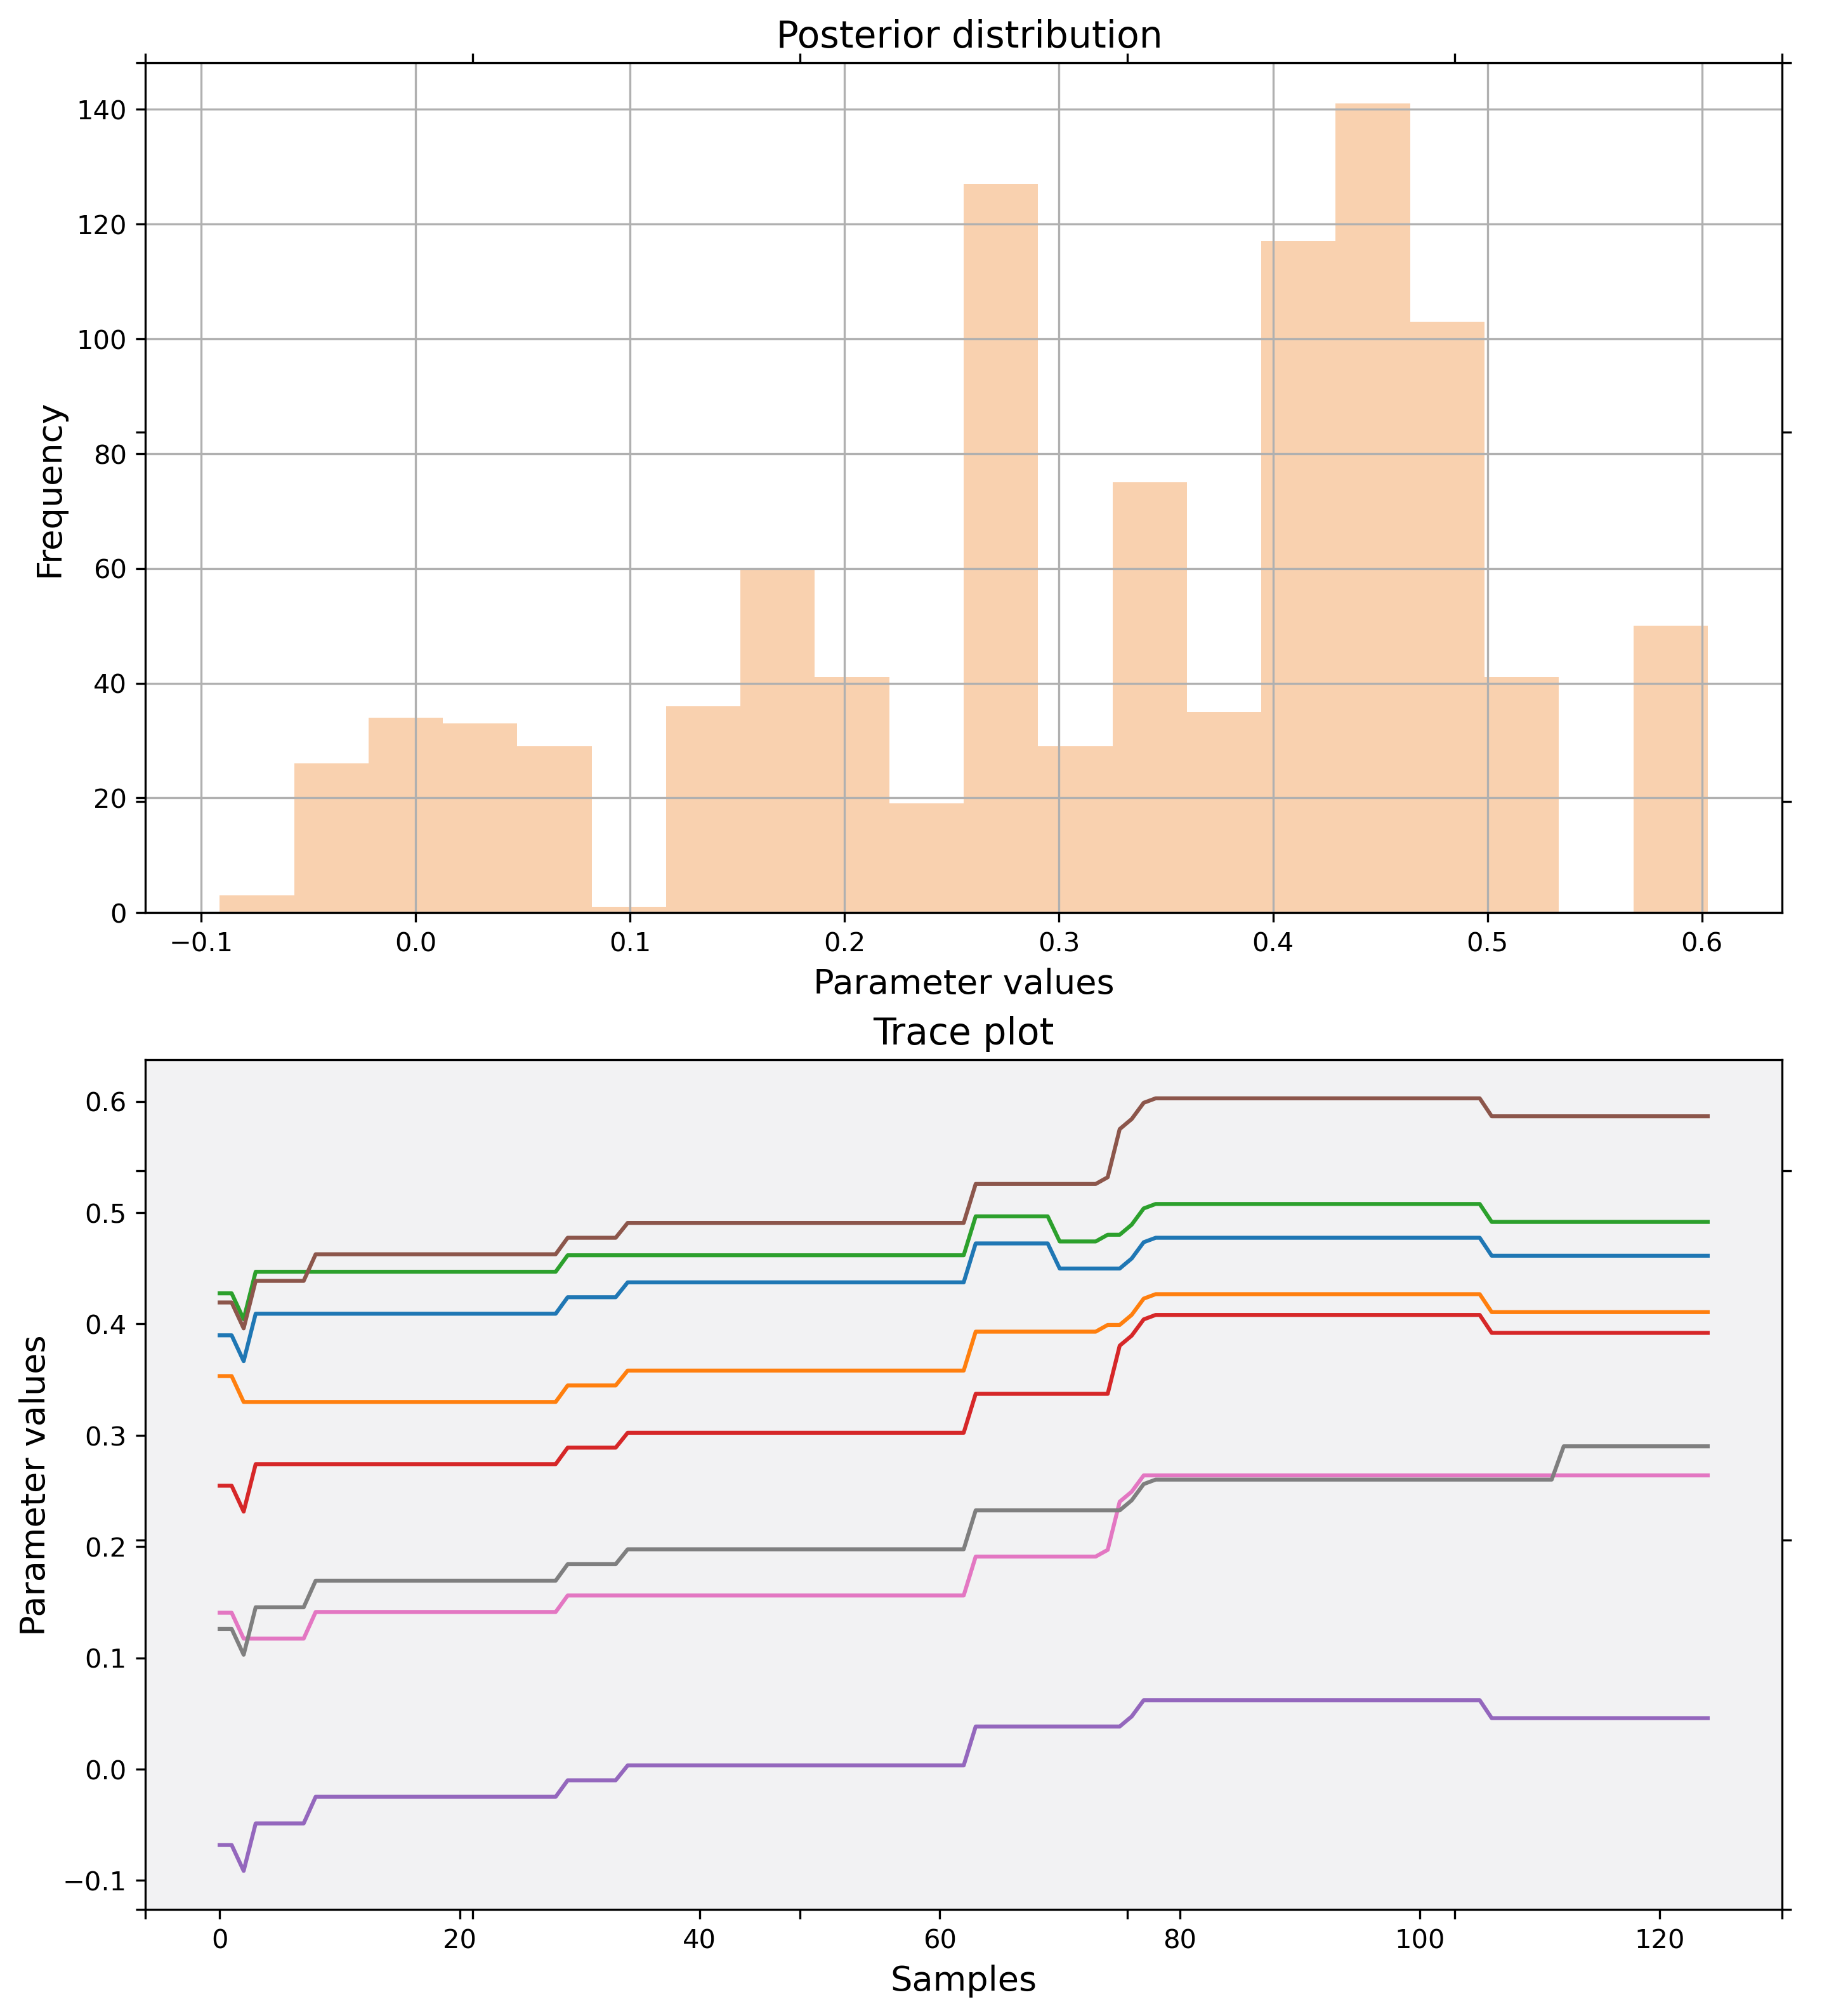 Posterior distribution
140
120
100
80
60
40
20
0
Frequency
−0.1 0.0 0.1 0.2 0.3 0.4 0.5 0.6
Parameter values
Trace plot
0.6
0.5
0.4
0.3
0.2
0.1
0.0
−0.1
Parameter values
0 20 40 60 80 100 120
Samples